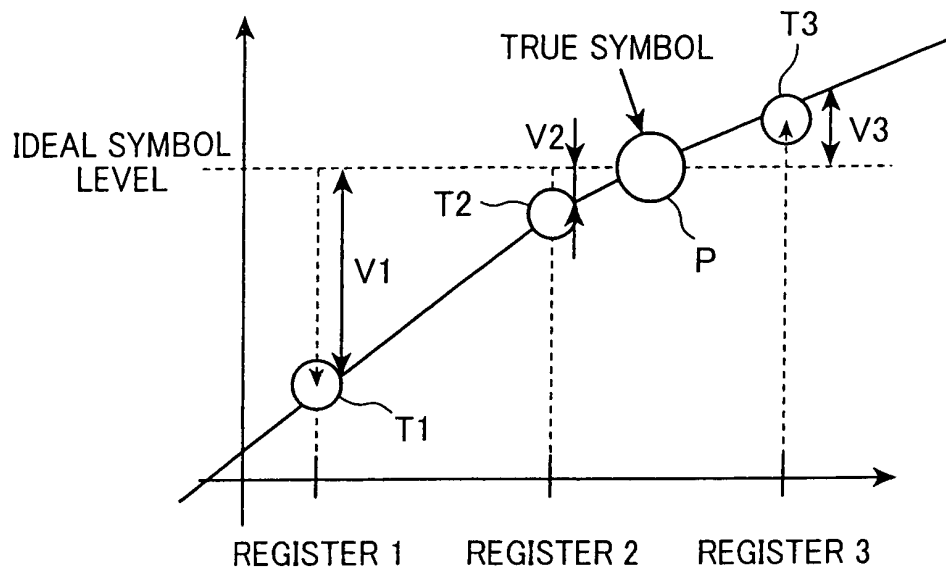 T3
TRUE SYMBOL
V2
V3
IDEAL SYMBOL
LEVEL
T2
P
V1
T1
REGISTER 1
REGISTER 2
REGISTER 3